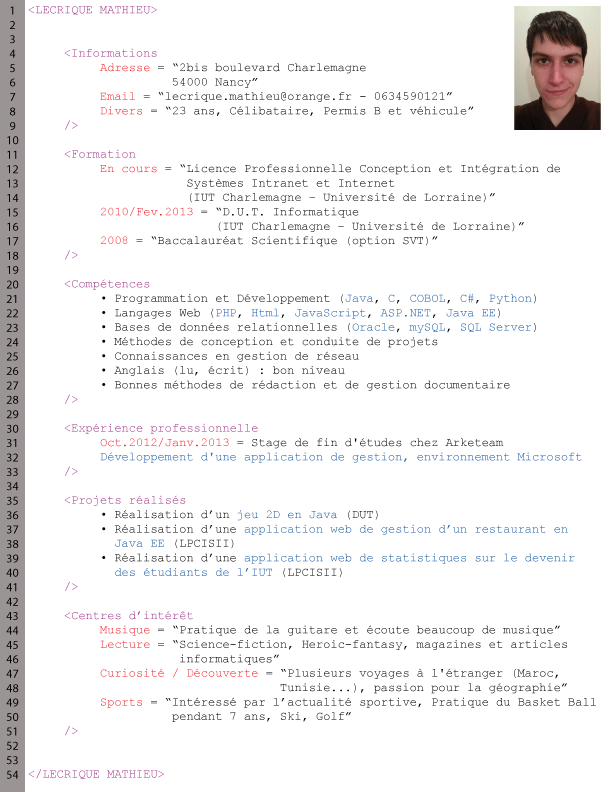 1 <LECRIQUE MATHIEU>
2
3
4 <Informations
5 Adresse = “2bis boulevard Charlemagne
6 54000 Nancy”
7 Email = “lecrique.mathieu@orange.fr - 0634590121”
8 Divers = “23 ans, Célibataire, Permis B et véhicule”
9 />
10
11 <Formation
12 En cours = “Licence Professionnelle Conception et Intégration de
13 Systèmes Intranet et Internet
14 (IUT Charlemagne – Université de Lorraine)”
15 2010/Fev.2013 = “D.U.T. Informatique
16 (IUT Charlemagne – Université de Lorraine)”
17 2008 = “Baccalauréat Scientifique (option SVT)”
18 />
19
20 <Compétences
21 • Programmation et Développement (Java, C, COBOL, C#, Python)
22 • Langages Web (PHP, Html, JavaScript, ASP.NET, Java EE)
23 • Bases de données relationnelles (Oracle, mySQL, SQL Server)
24 • Méthodes de conception et conduite de projets
25 • Connaissances en gestion de réseau
26 • Anglais (lu, écrit) : bon niveau
27 • Bonnes méthodes de rédaction et de gestion documentaire
28 />
29
30 <Expérience professionnelle
31 Oct.2012/Janv.2013 = Stage de fin d'études chez Arketeam
32 Développement d'une application de gestion, environnement Microsoft
33 />
34
35 <Projets réalisés
36 • Réalisation d’un jeu 2D en Java (DUT)
37 • Réalisation d’une application web de gestion d’un restaurant en
38 Java EE (LPCISII)
39 • Réalisation d’une application web de statistiques sur le devenir
40 des étudiants de l’IUT (LPCISII)
41 />
42
43 <Centres d’intérêt
44 Musique = “Pratique de la guitare et écoute beaucoup de musique”
45 Lecture = “Science-fiction, Heroic-fantasy, magazines et articles
46 informatiques”
47 Curiosité / Découverte = “Plusieurs voyages à l'étranger (Maroc,
48 Tunisie...), passion pour la géographie”
49 Sports = “Intéressé par l’actualité sportive, Pratique du Basket Ball
50 pendant 7 ans, Ski, Golf”
51 />
52
53
54 </LECRIQUE MATHIEU>